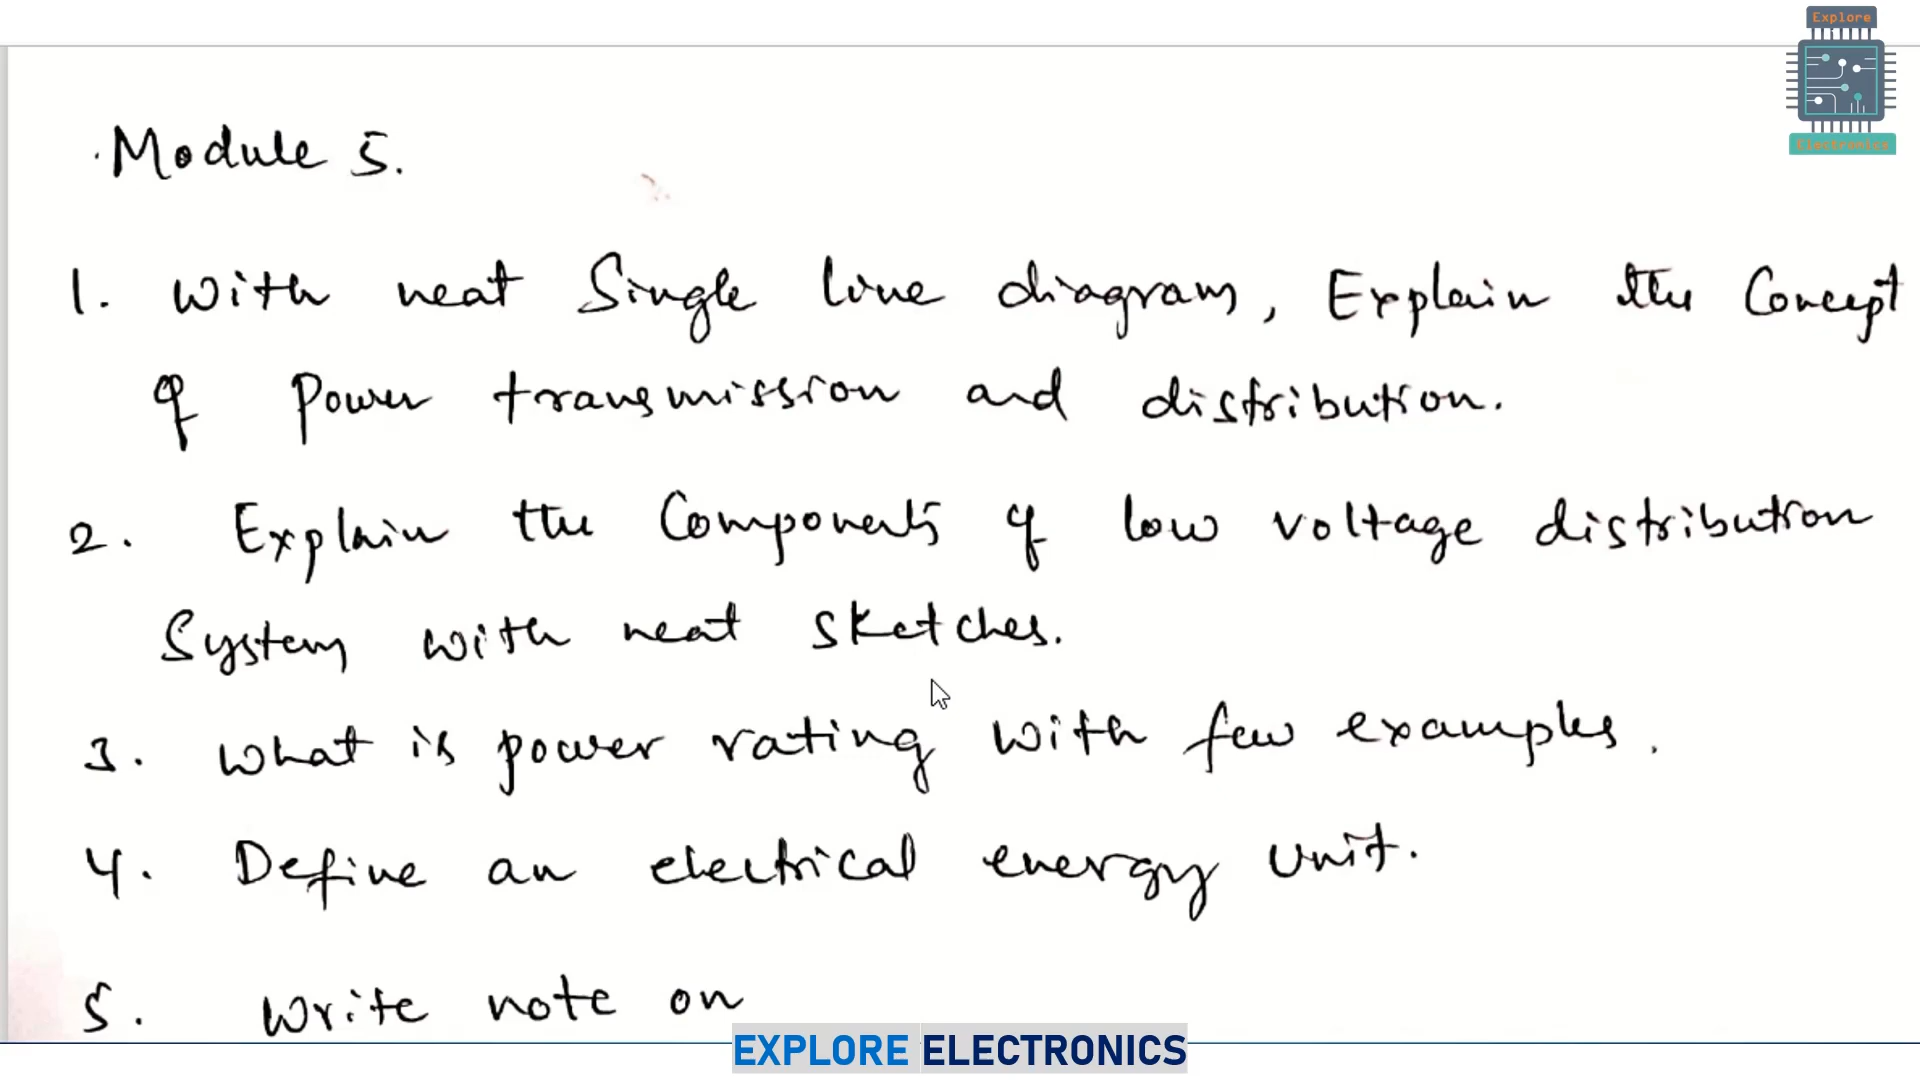 Explore
Electronics
Module 5.
1. With neat Single line diagram, Explain the Concept
of Power transmission and distribution.
2. Explain the Components of low voltage distribution
System with neat sketches.
3. What is power rating with few examples.
4. Define an electrical energy unit.
5. Write note on
EXPLORE ELECTRONICS